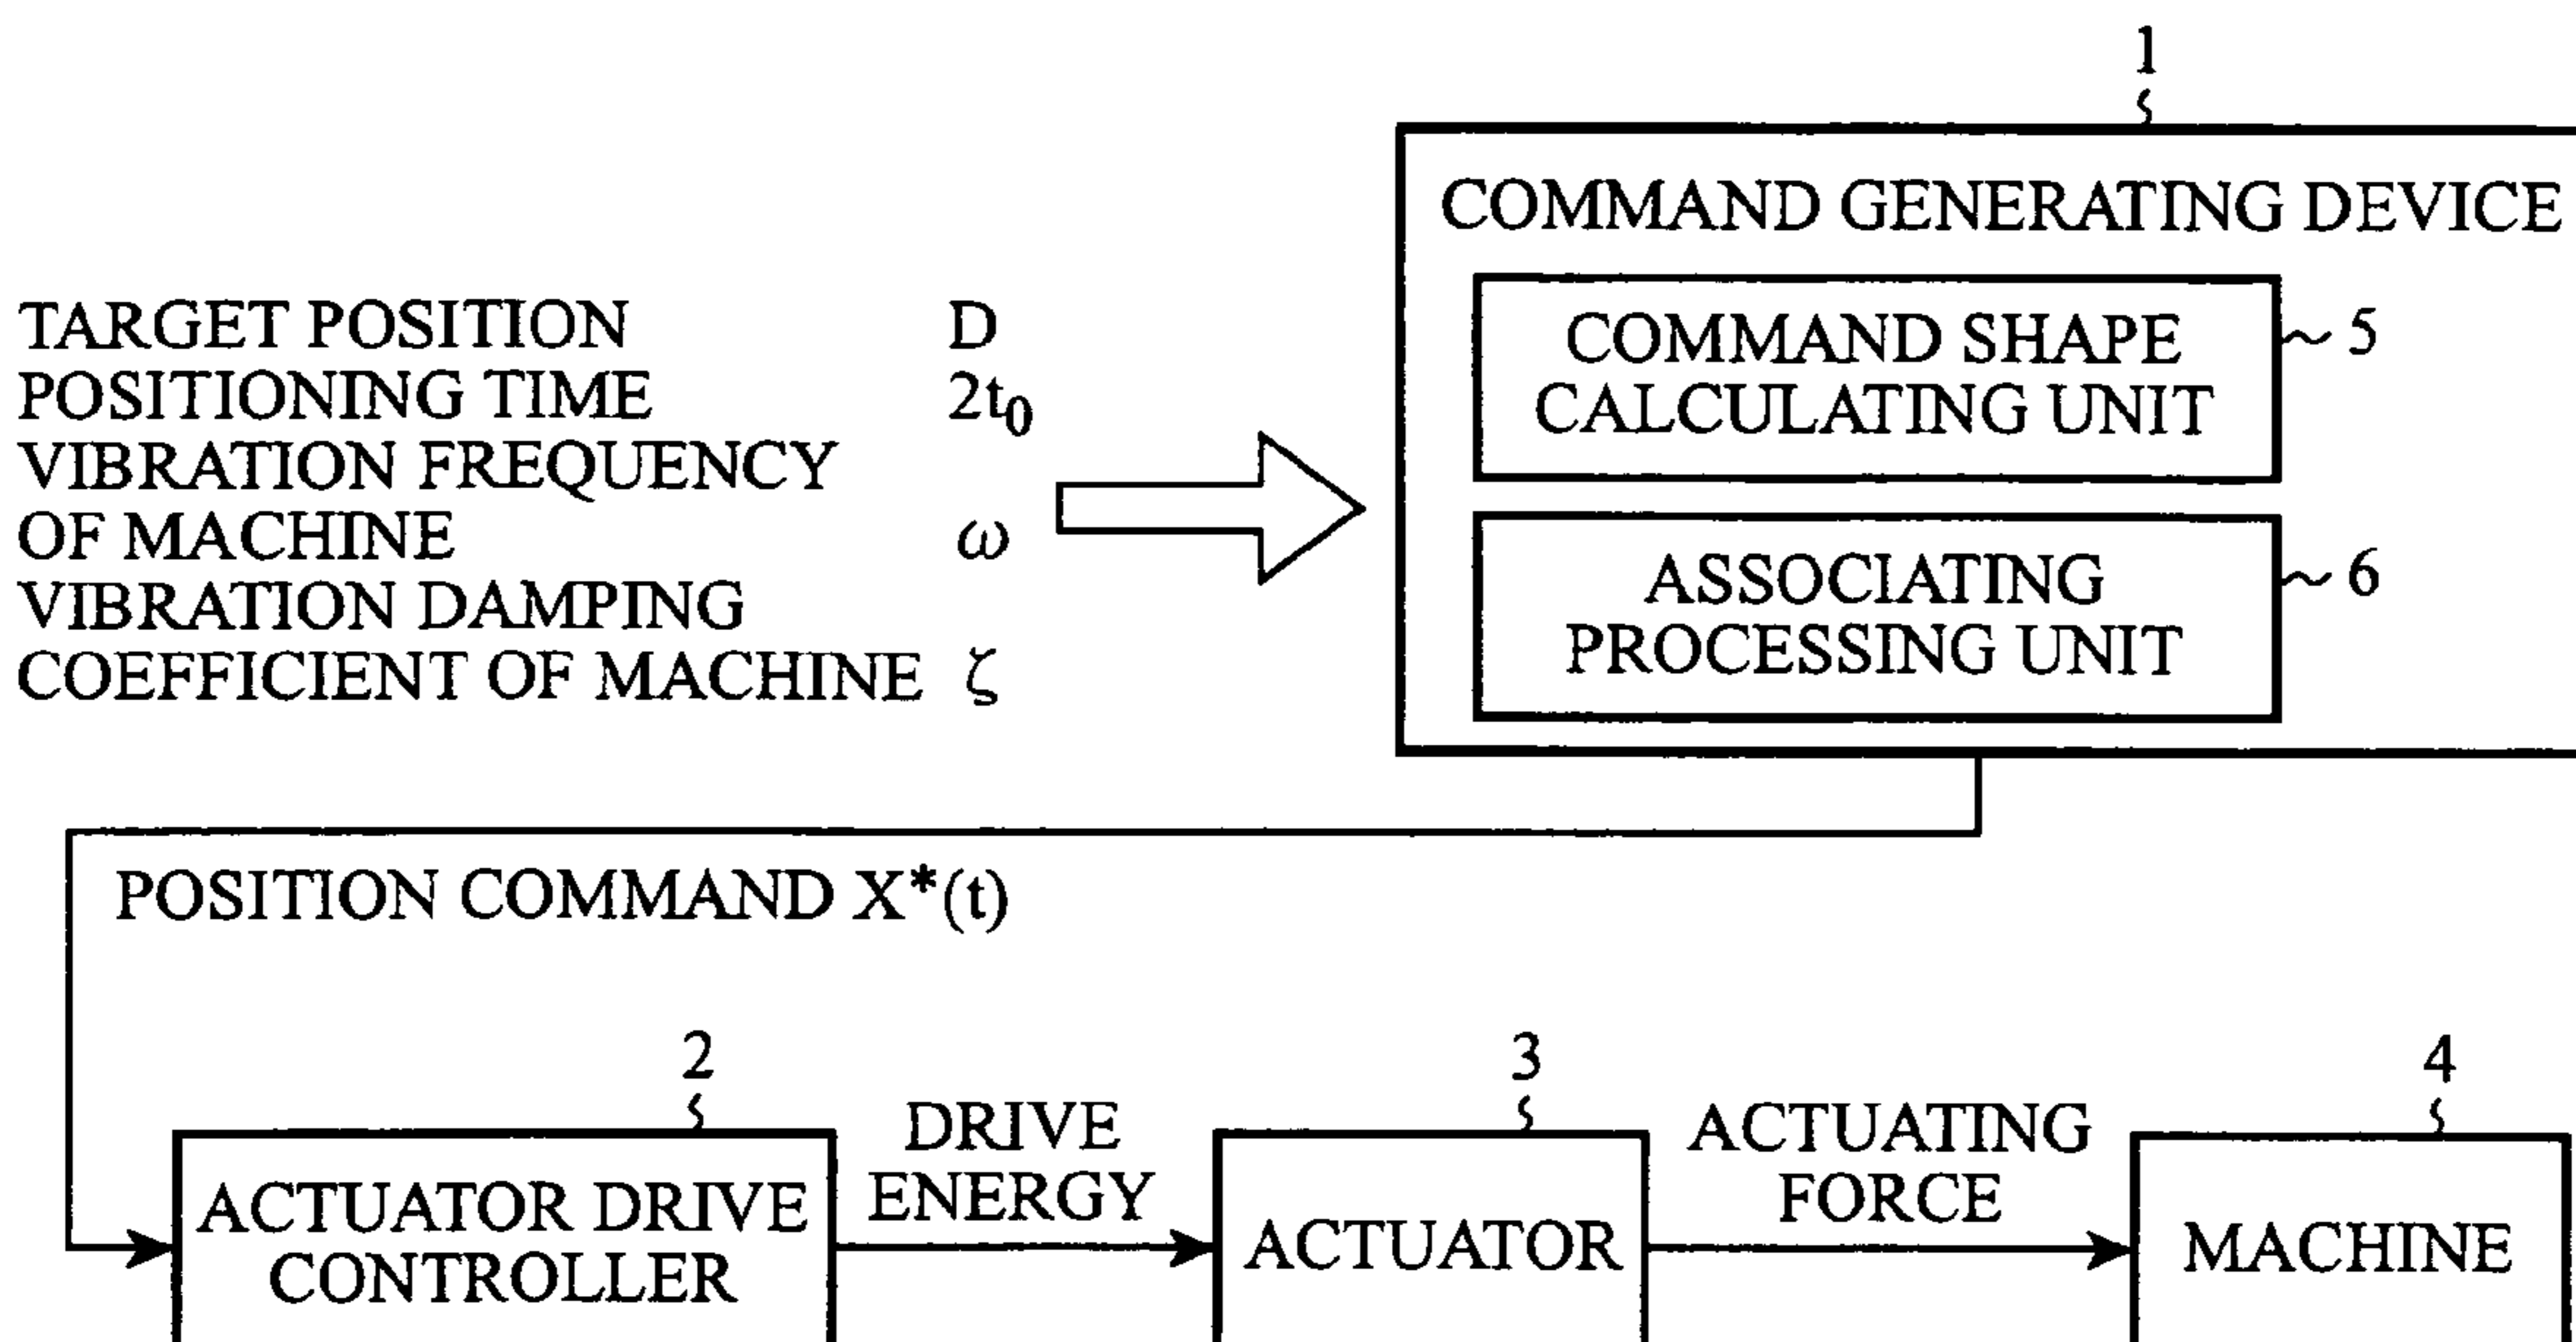 1
COMMAND GENERATING DEVICE
COMMAND SHAPE
CALCULATING UNIT
5
ASSOCIATING
PROCESSING UNIT
6
TARGET POSITION D
POSITIONING TIME 2t₀
VIBRATION FREQUENCY
OF MACHINE ω
VIBRATION DAMPING
COEFFICIENT OF MACHINE ζ
POSITION COMMAND X*(t)
2
ACTUATOR DRIVE
CONTROLLER
DRIVE
ENERGY
3
ACTUATOR
ACTUATING
FORCE
4
MACHINE